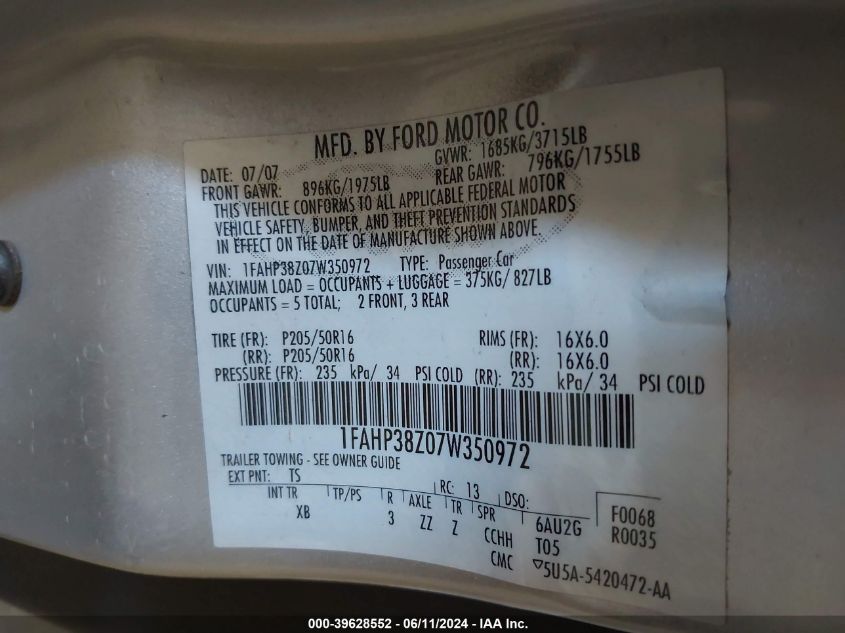 MFD. BY FORD MOTOR CO.
DATE: 07/07 GVWR: 1685KG/3715LB
FRONT GAWR: 896KG/1975LB REAR GAWR: 796KG/1755LB
THIS VEHICLE CONFORMS TO ALL APPLICABLE FEDERAL MOTOR
VEHICLE SAFETY, BUMPER, AND THEFT PREVENTION STANDARDS
IN EFFECT ON THE DATE OF MANUFACTURE SHOWN ABOVE.
VIN: 1FAHP38Z07W350972 TYPE: Passenger Car
MAXIMUM LOAD = OCCUPANTS + LUGGAGE = 375KG/ 827LB
OCCUPANTS = 5 TOTAL; 2 FRONT, 3 REAR
TIRE (FR): P205/50R16 RIMS (FR): 16X6.0
(RR): P205/50R16 (RR): 16X6.0
PRESSURE (FR): 235 kPa/ 34 PSI COLD (RR): 235 kPa/ 34 PSI COLD
1FAHP38Z07W350972
TRAILER TOWING - SEE OWNER GUIDE
EXT PNT: TS RC: 13 DSO: F0068
INT TR TP/PS R AXLE TR SPR 6AU2G R0035
XB 3 ZZ Z CCHH T05
CMC ▽5U5A-5420472-AA
000-39628552 - 06/11/2024 - IAA Inc.